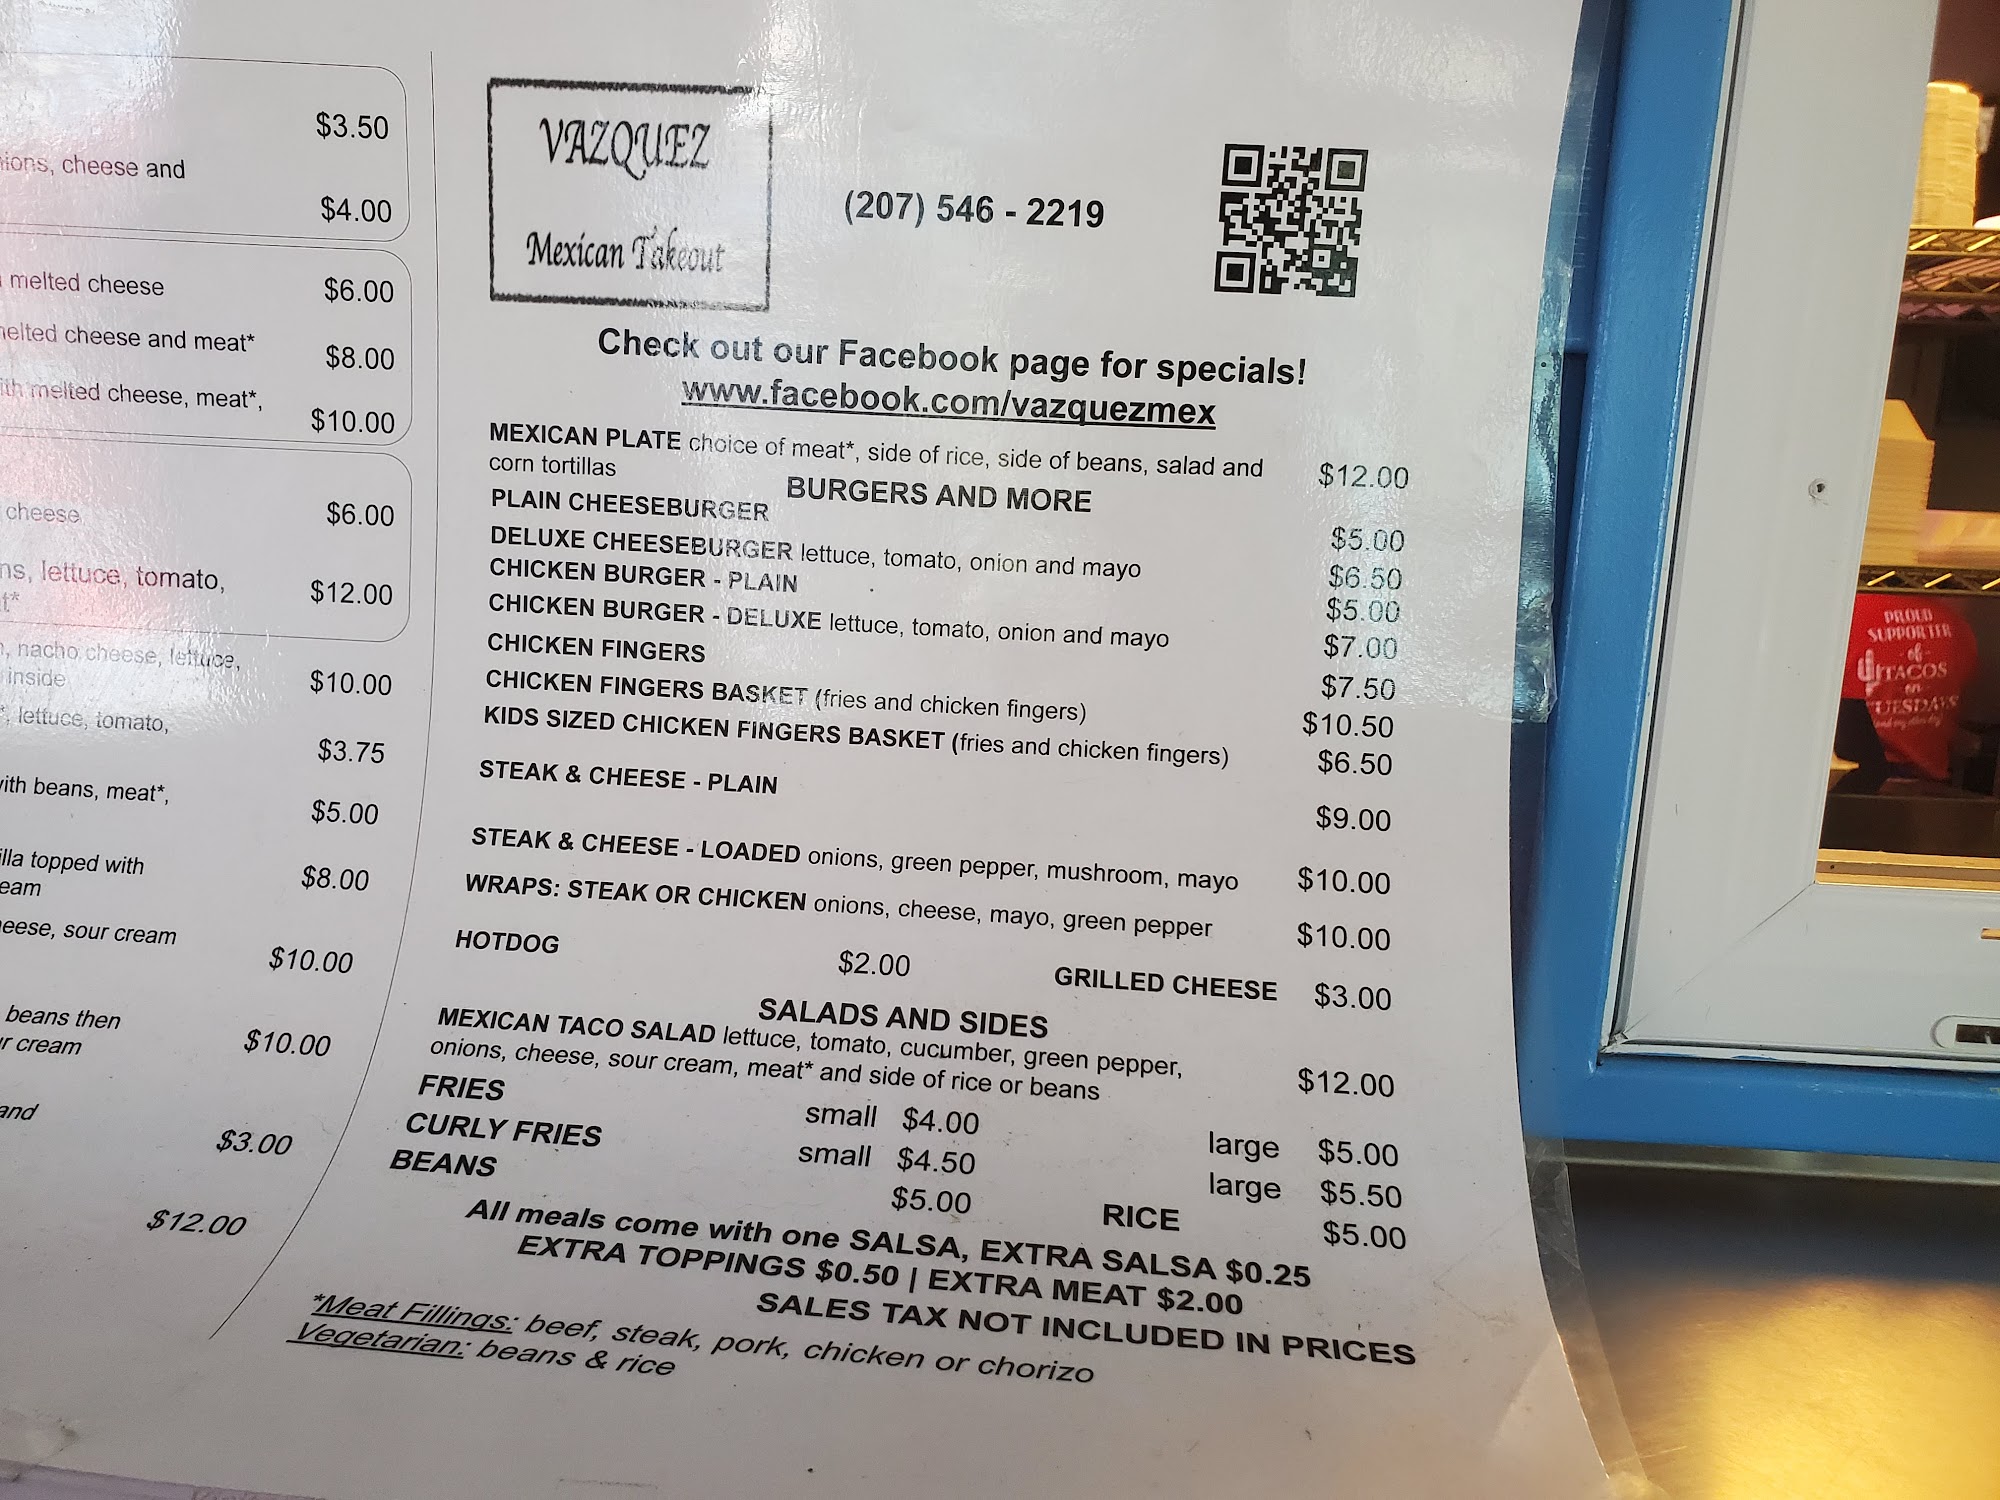 $3.50
cheese and
$4.00
melted cheese
$6.00
melted cheese and meat*
$8.00
with melted cheese, meat*,
$10.00
cheese
$6.00
lettuce, tomato,
$12.00
nacho cheese, lettuce,
inside
$10.00
lettuce, tomato,
$3.75
with beans, meat*,
$5.00
topped with
$8.00
sour cream
$10.00
beans then
cream
$10.00
and
$3.00
$12.00
VAZQUEZ
Mexican Takeout
(207) 546 - 2219
Check out our Facebook page for specials!
www.facebook.com/vazquezmex
MEXICAN PLATE choice of meat*, side of rice, side of beans, salad and
corn tortillas $12.00
BURGERS AND MORE
PLAIN CHEESEBURGER $5.00
DELUXE CHEESEBURGER lettuce, tomato, onion and mayo $6.50
CHICKEN BURGER - PLAIN $5.00
CHICKEN BURGER - DELUXE lettuce, tomato, onion and mayo $7.00
CHICKEN FINGERS $7.50
CHICKEN FINGERS BASKET (fries and chicken fingers) $10.50
KIDS SIZED CHICKEN FINGERS BASKET (fries and chicken fingers) $6.50
STEAK & CHEESE - PLAIN $9.00
STEAK & CHEESE - LOADED onions, green pepper, mushroom, mayo $10.00
WRAPS: STEAK OR CHICKEN onions, cheese, mayo, green pepper $10.00
HOTDOG $2.00 GRILLED CHEESE $3.00
SALADS AND SIDES
MEXICAN TACO SALAD lettuce, tomato, cucumber, green pepper,
onions, cheese, sour cream, meat* and side of rice or beans $12.00
FRIES small $4.00 large $5.00
CURLY FRIES small $4.50 large $5.50
BEANS $5.00 RICE $5.00
All meals come with one SALSA, EXTRA SALSA $0.25
EXTRA TOPPINGS $0.50 | EXTRA MEAT $2.00
SALES TAX NOT INCLUDED IN PRICES
*Meat Fillings: beef, steak, pork, chicken or chorizo
Vegetarian: beans & rice
PROUD
SUPPORTER
of
TACOS
on
TUESDAYS